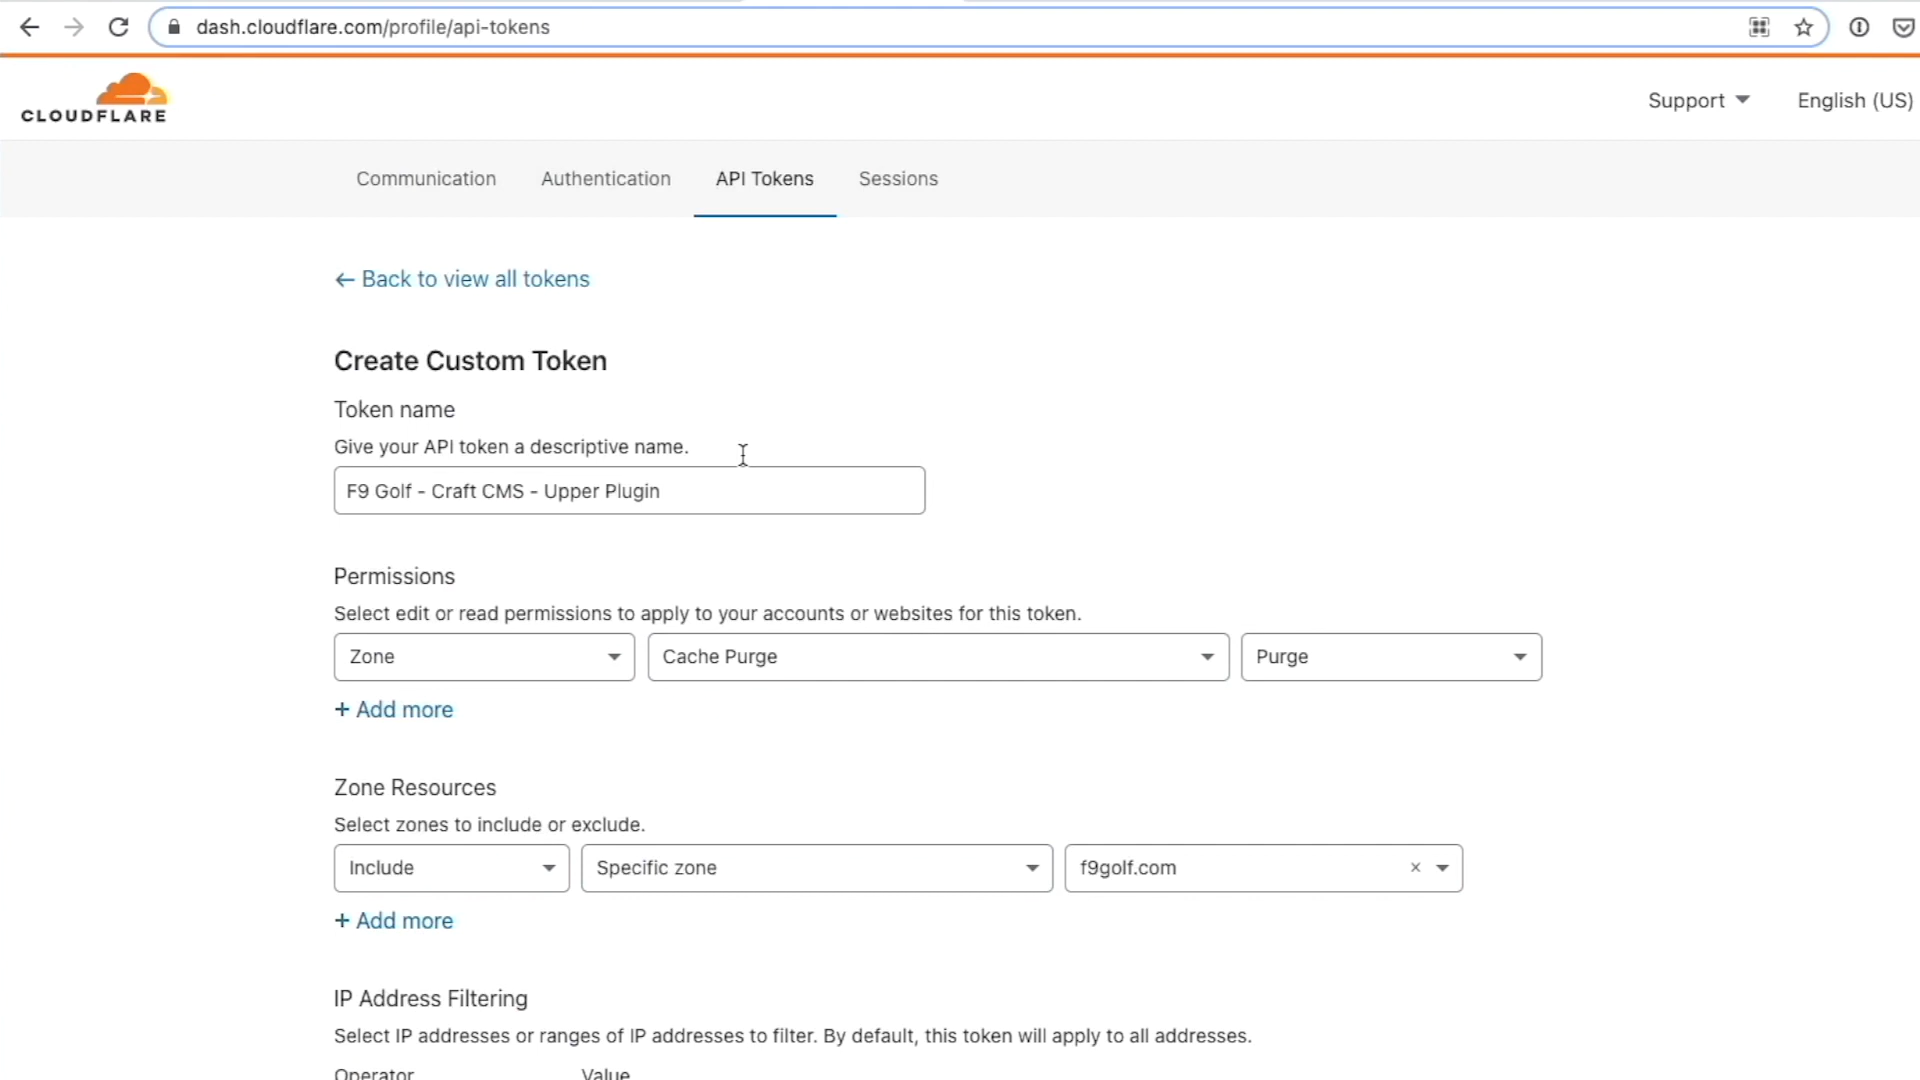 dash.cloudflare.com/profile/api-tokens
CLOUDFLARE
Support
English (US)
Communication
Authentication
API Tokens
Sessions
← Back to view all tokens
Create Custom Token
Token name
Give your API token a descriptive name.
F9 Golf - Craft CMS - Upper Plugin
Permissions
Select edit or read permissions to apply to your accounts or websites for this token.
Zone
Cache Purge
Purge
+ Add more
Zone Resources
Select zones to include or exclude.
Include
Specific zone
f9golf.com ×
+ Add more
IP Address Filtering
Select IP addresses or ranges of IP addresses to filter. By default, this token will apply to all addresses.
Operator
Value